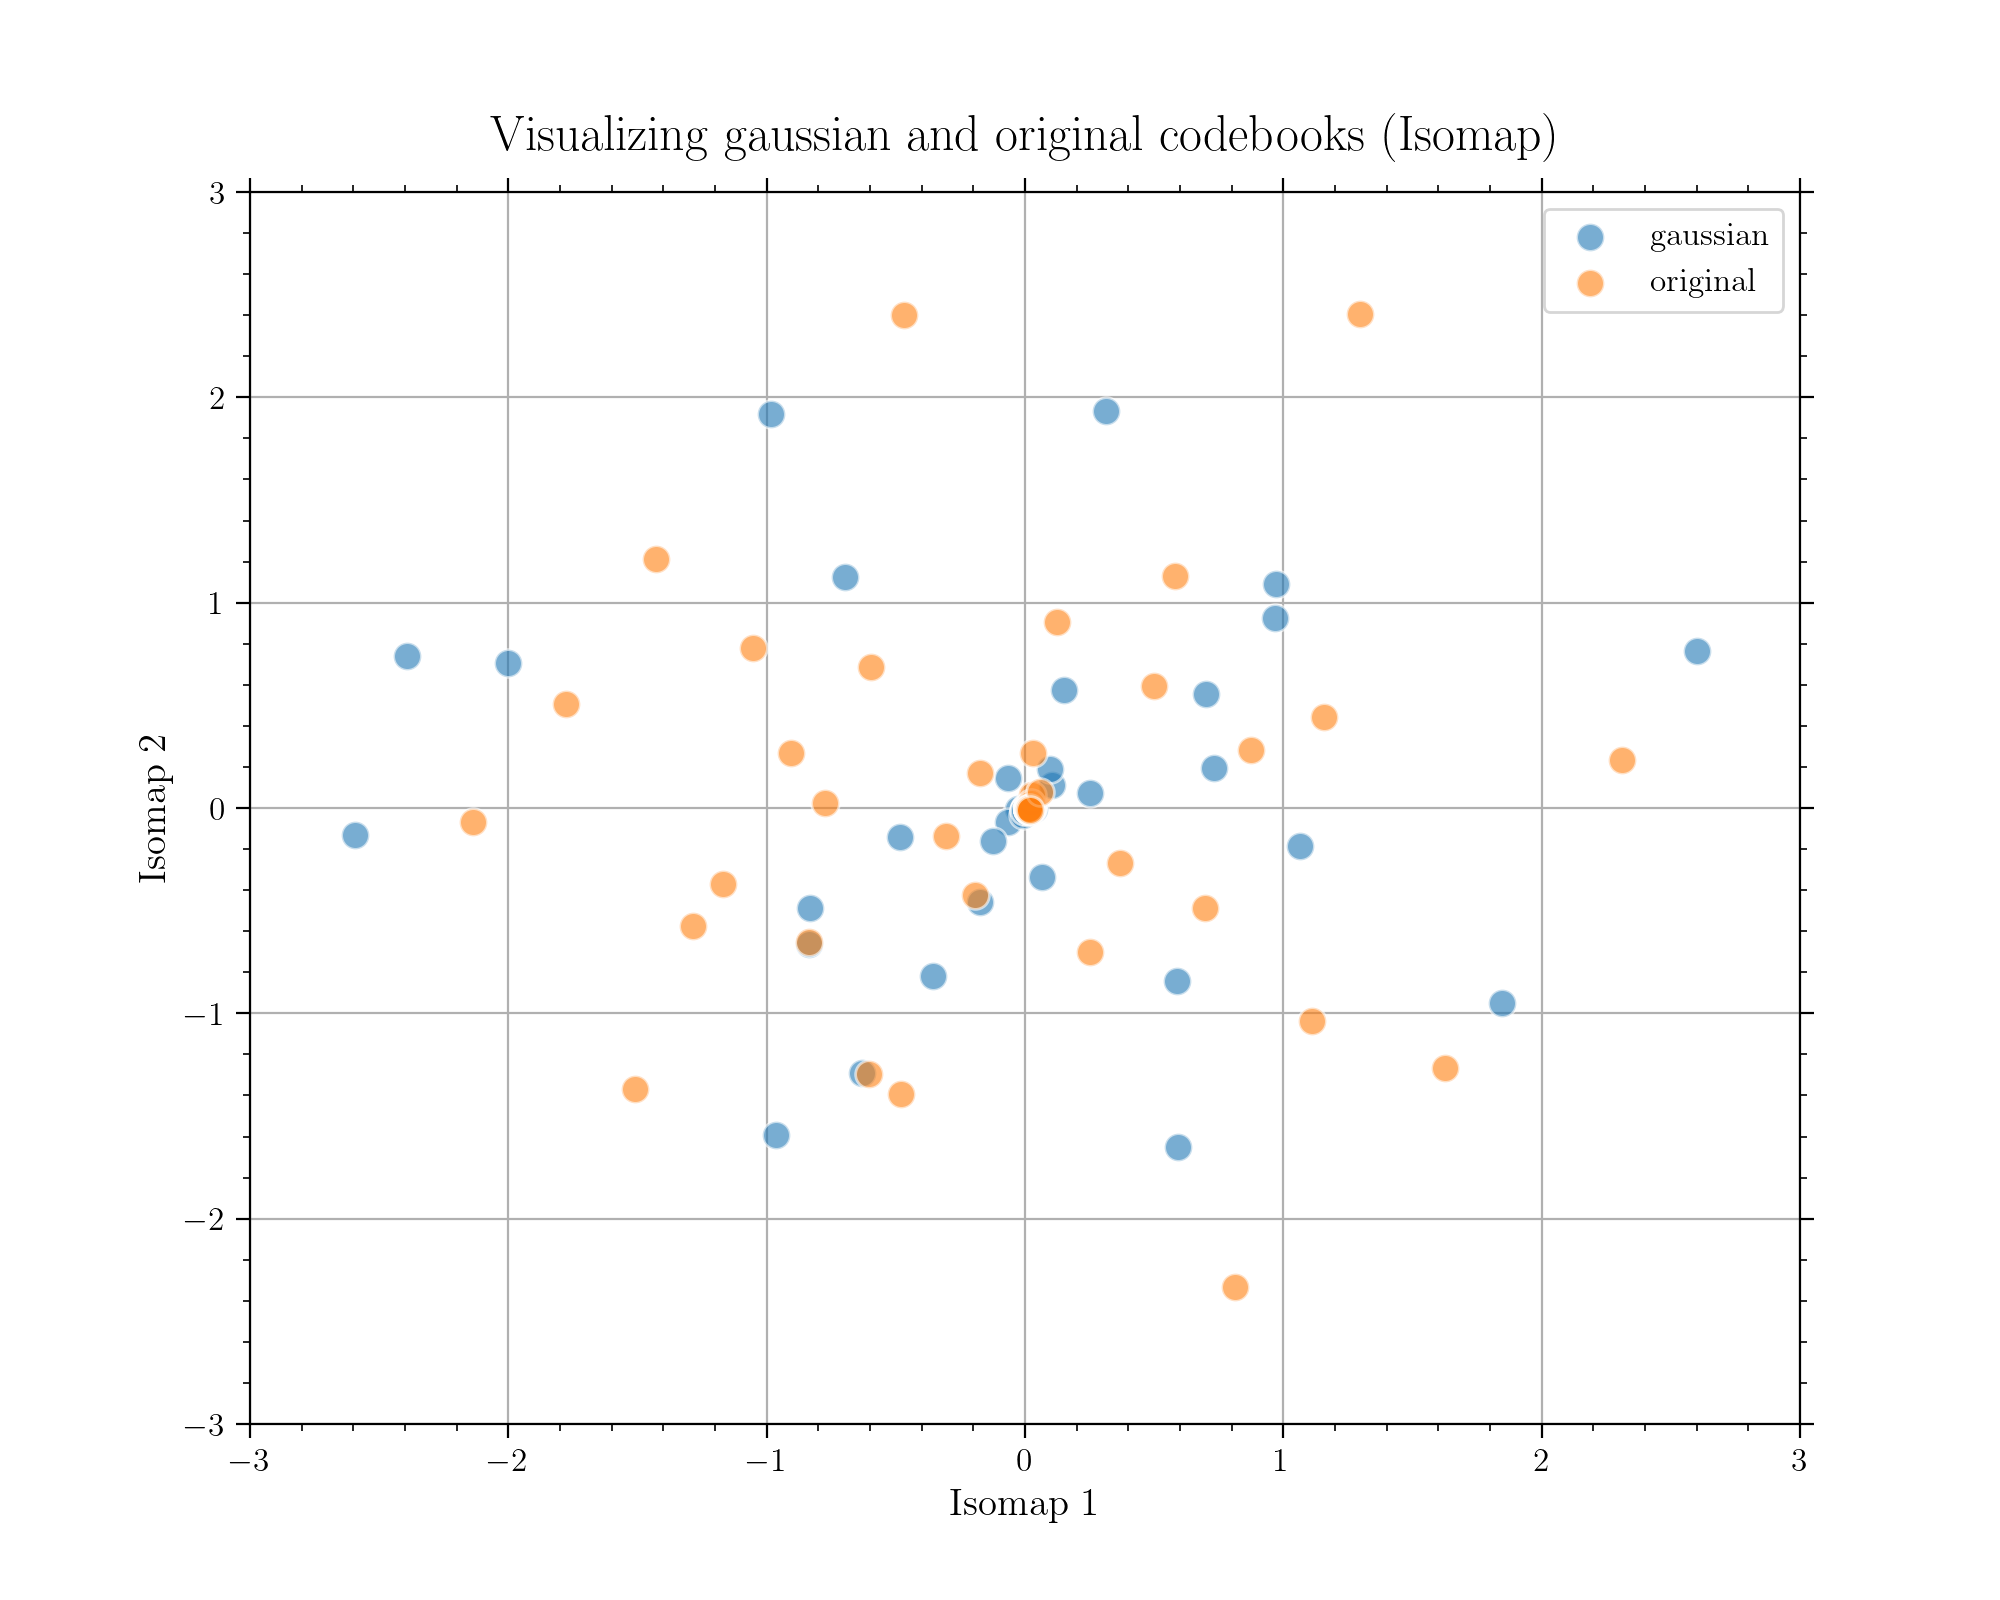 Visualizing gaussian and original codebooks (Isomap)
gaussian
original
3
2
1
0
−1
−2
−3
Isomap 2
−3
−2
−1
0
1
2
3
Isomap 1